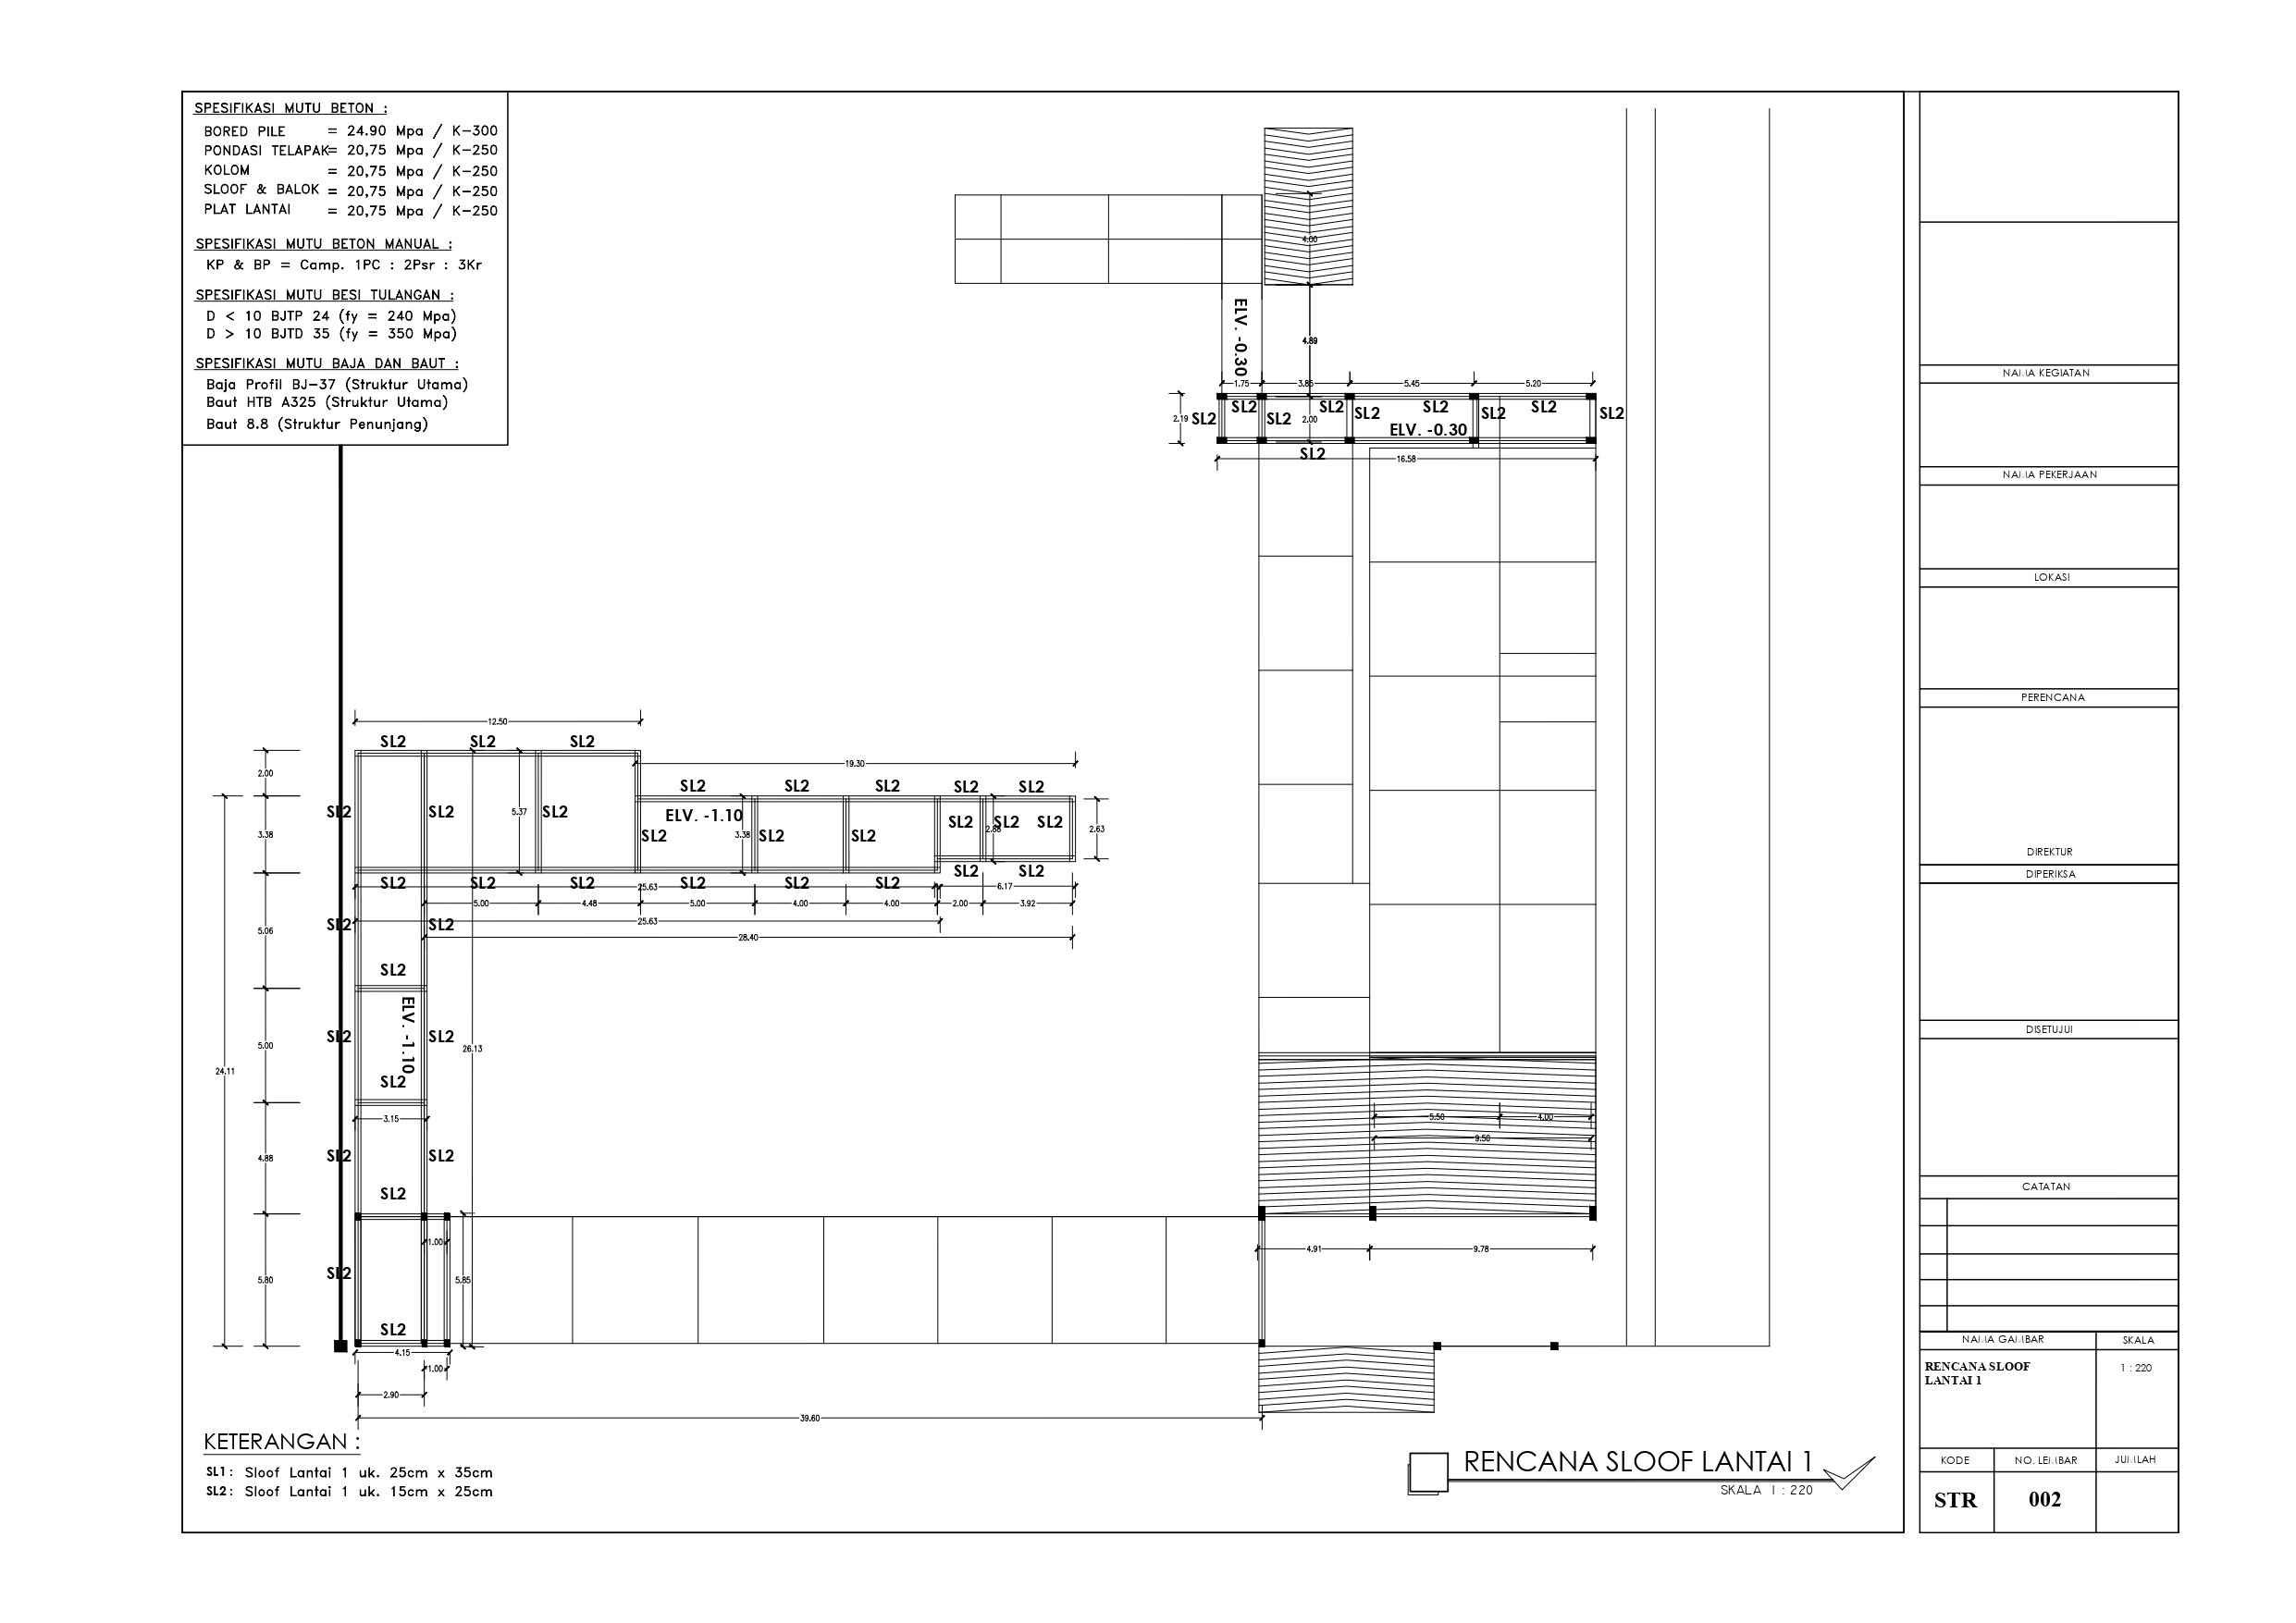 SPESIFIKASI MUTU BETON :
BORED PILE = 24.90 Mpa / K-300
PONDASI TELAPAK= 20,75 Mpa / K-250
KOLOM = 20,75 Mpa / K-250
SLOOF & BALOK = 20,75 Mpa / K-250
PLAT LANTAI = 20,75 Mpa / K-250
SPESIFIKASI MUTU BETON MANUAL :
KP & BP = Camp. 1PC : 2Psr : 3Kr
SPESIFIKASI MUTU BESI TULANGAN :
D < 10 BJTP 24 (fy = 240 Mpa)
D > 10 BJTD 35 (fy = 350 Mpa)
SPESIFIKASI MUTU BAJA DAN BAUT :
Baja Profil BJ-37 (Struktur Utama)
Baut HTB A325 (Struktur Utama)
Baut 8.8 (Struktur Penunjang)
4.00
ELV. -0.30
4.89
1.75 3.85 5.45 5.20
2.19 SL2 SL2 SL2 2.00 SL2 SL2 SL2 SL2 SL2 SL2
ELV. -0.30
SL2 16.58
12.50
SL2 SL2 SL2
19.30
2.00
SL2 SL2 SL2 SL2 SL2
SL2 SL2 5.37 SL2 ELV. -1.10
3.38 SL2 3.38 SL2 SL2 SL2 2.88 SL2 SL2 2.63
SL2 SL2 SL2 25.63 SL2 SL2 SL2 SL2 SL2
6.17
5.00 4.48 5.00 4.00 4.00 2.00 3.92
25.63
28.40
5.06 SL2 SL2
SL2
ELV. -1.10
5.00 SL2 SL2 26.13
24.11
SL2
3.15
4.88 SL2 SL2
SL2
1.00
5.80 SL2 5.65
SL2
4.15
1.00
2.90
39.60
5.50 4.00
9.50
4.91 9.78
KETERANGAN :
SL1 : Sloof Lantai 1 uk. 25cm x 35cm
SL2 : Sloof Lantai 1 uk. 15cm x 25cm
RENCANA SLOOF LANTAI 1
SKALA 1 : 220
NAMA KEGIATAN
NAMA PEKERJAAN
LOKASI
PERENCANA
DIREKTUR
DIPERIKSA
DISETUJUI
CATATAN
NAMA GAMBAR SKALA
RENCANA SLOOF
LANTAI 1
1 : 220
KODE NO. LEMBAR JUMLAH
STR 002